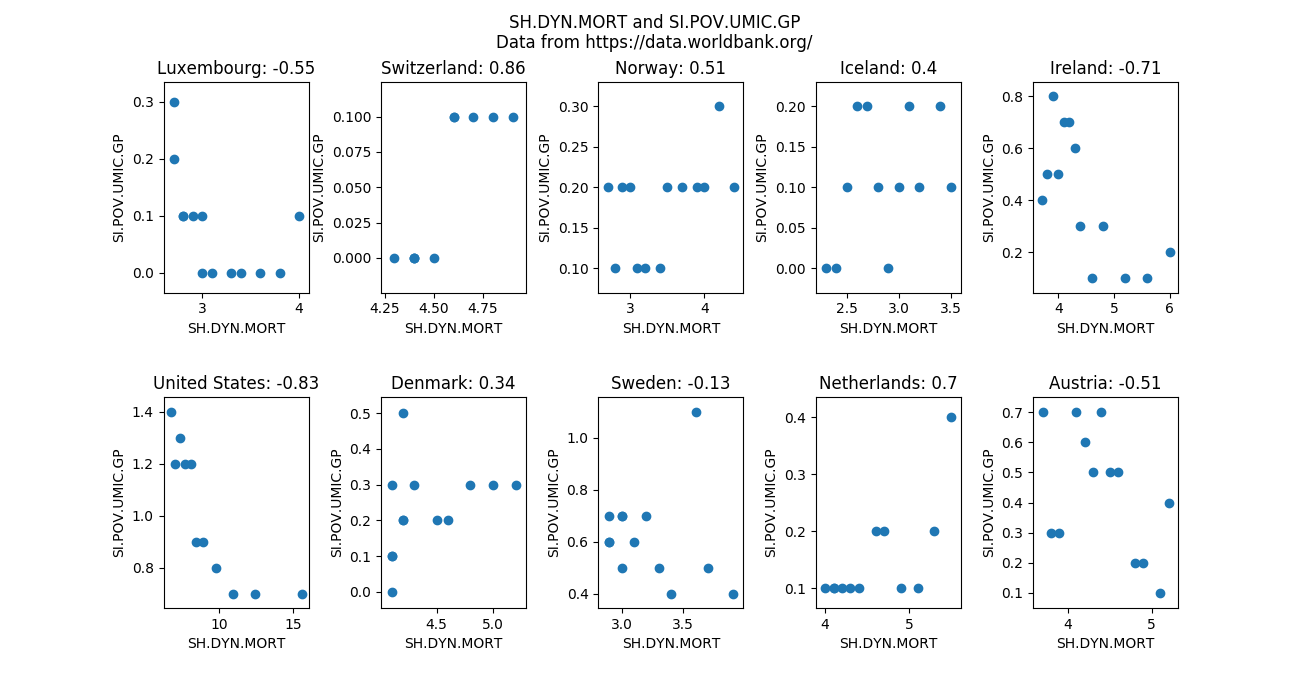 SH.DYN.MORT and SI.POV.UMIC.GP
Data from https://data.worldbank.org/
Luxembourg: -0.55
SI.POV.UMIC.GP
0.3
0.2
0.1
0.0
3 4
SH.DYN.MORT
Switzerland: 0.86
SI.POV.UMIC.GP
0.100
0.075
0.050
0.025
0.000
4.25 4.50 4.75
SH.DYN.MORT
Norway: 0.51
SI.POV.UMIC.GP
0.30
0.25
0.20
0.15
0.10
3 4
SH.DYN.MORT
Iceland: 0.4
SI.POV.UMIC.GP
0.20
0.15
0.10
0.05
0.00
2.5 3.0 3.5
SH.DYN.MORT
Ireland: -0.71
SI.POV.UMIC.GP
0.8
0.6
0.4
0.2
4 5 6
SH.DYN.MORT
United States: -0.83
SI.POV.UMIC.GP
1.4
1.2
1.0
0.8
10 15
SH.DYN.MORT
Denmark: 0.34
SI.POV.UMIC.GP
0.5
0.4
0.3
0.2
0.1
0.0
4.5 5.0
SH.DYN.MORT
Sweden: -0.13
SI.POV.UMIC.GP
1.0
0.8
0.6
0.4
3.0 3.5
SH.DYN.MORT
Netherlands: 0.7
SI.POV.UMIC.GP
0.4
0.3
0.2
0.1
4 5
SH.DYN.MORT
Austria: -0.51
SI.POV.UMIC.GP
0.7
0.6
0.5
0.4
0.3
0.2
0.1
4 5
SH.DYN.MORT